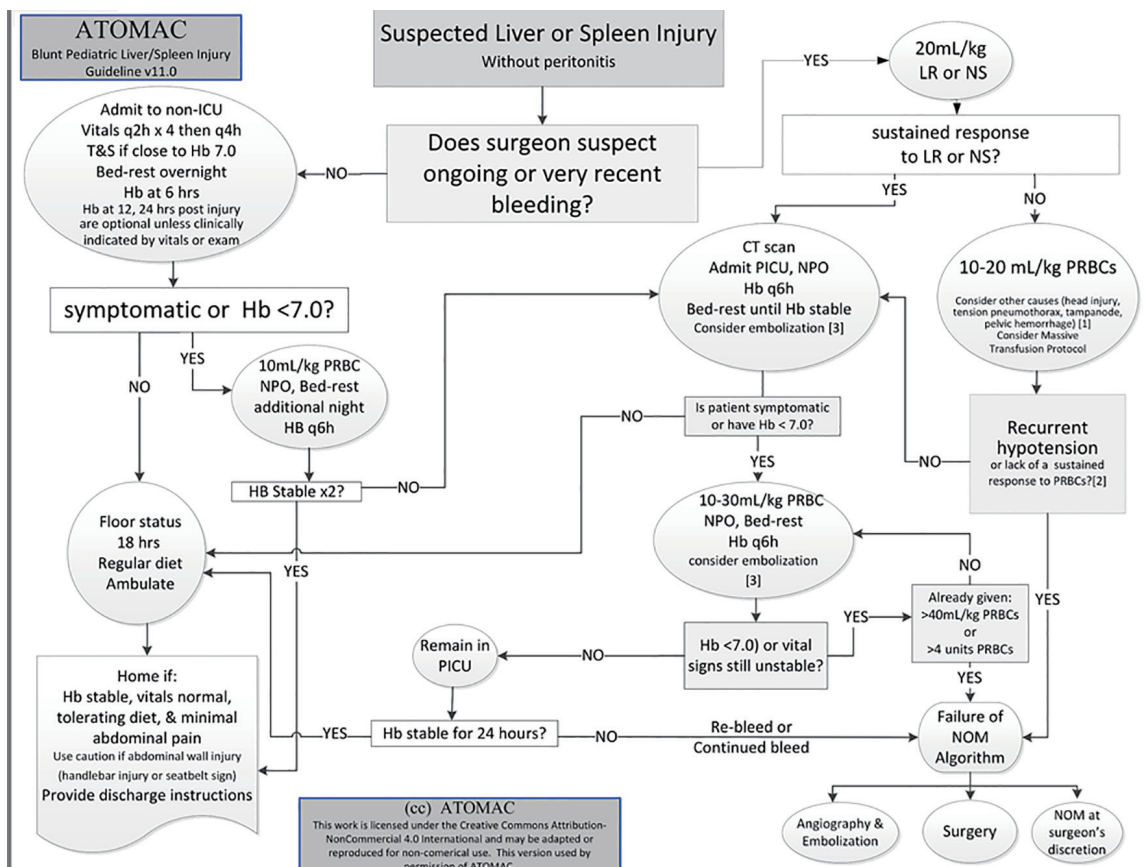 ATOMAC
Blunt Pediatric Liver/Spleen Injury
Guideline v11.0
Suspected Liver or Spleen Injury
Without peritonitis
YES
20mL/kg
LR or NS
Does surgeon suspect
ongoing or very recent
bleeding?
NO
Admit to non-ICU
Vitals q2h x 4 then q4h
T&S if close to Hb 7.0
Bed-rest overnight
Hb at 6 hrs
Hb at 12, 24 hrs post injury
are optional unless clinically
indicated by vitals or exam
sustained response
to LR or NS?
YES
NO
CT scan
Admit PICU, NPO
Hb q6h
Bed-rest until Hb stable
Consider embolization [3]
10-20 mL/kg PRBCs
Consider other causes (head injury,
tension pneumothorax, tampanode,
pelvic hemorrhage) [1]
Consider Massive
Transfusion Protocol
symptomatic or Hb <7.0?
NO
YES
10mL/kg PRBC
NPO, Bed-rest
additional night
HB q6h
HB Stable x2?
NO
YES
NO
Is patient symptomatic
or have Hb < 7.0?
YES
Recurrent
hypotension
or lack of a sustained
response to PRBCs?[2]
NO
YES
10-30mL/kg PRBC
NPO, Bed-rest
Hb q6h
consider embolization
[3]
Floor status
18 hrs
Regular diet
Ambulate
NO
Already given:
>40mL/kg PRBCs
or
>4 units PRBCs
YES
Hb <7.0) or vital
signs still unstable?
YES
NO
Remain in
PICU
Hb stable for 24 hours?
YES
NO
Re-bleed or
Continued bleed
Failure of
NOM
Algorithm
Home if:
Hb stable, vitals normal,
tolerating diet, & minimal
abdominal pain
Use caution if abdominal wall injury
(handlebar injury or seatbelt sign)
Provide discharge instructions
Angiography &
Embolization
Surgery
NOM at
surgeon's
discretion
(cc) ATOMAC
This work is licensed under the Creative Commons Attribution-
NonCommercial 4.0 International and may be adapted or
reproduced for non-comerical use. This version used by
permission of ATOMAC